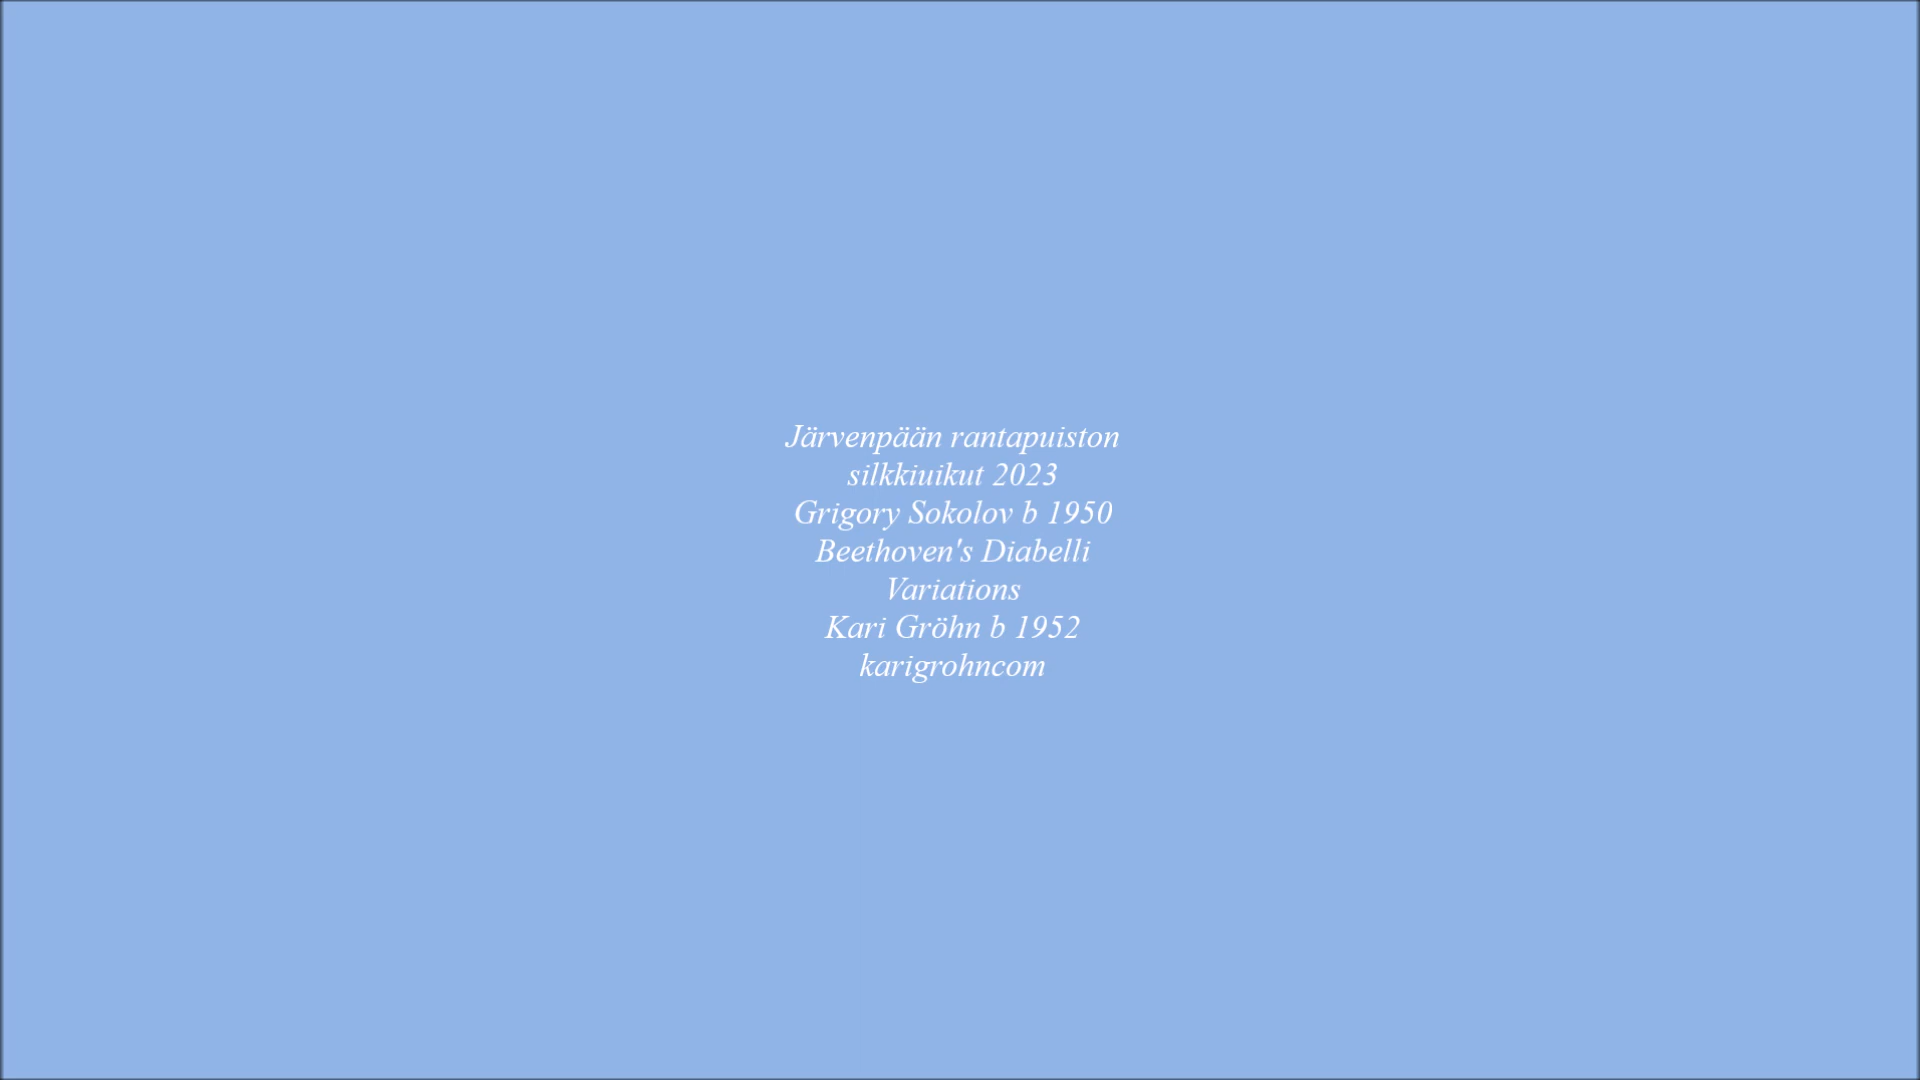 Järvenpään rantapuiston
silkkiuikut 2023
Grigory Sokolov b 1950
Beethoven's Diabelli
Variations
Kari Gröhn b 1952
karigrohncom